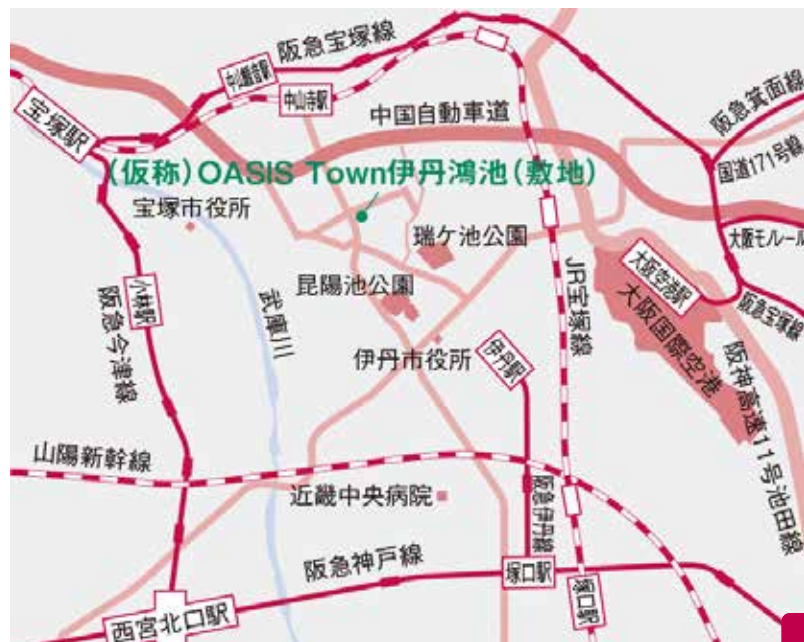 阪急宝塚線
中山観音駅
中山寺駅
宝塚駅
中国自動車道
阪急箕面線
国道171号線
(仮称)OASIS Town伊丹鴻池(敷地)
宝塚市役所
瑞ケ池公園
大阪モルール
大阪空港駅
昆陽池公園
小林駅
阪急今津線
武庫川
JR宝塚線
大阪国際空港
阪急宝塚線
伊丹市役所
伊丹駅
阪神高速11号池田線
山陽新幹線
近畿中央病院
阪急伊丹線
阪急神戸線
塚口駅
塚口駅
西宮北口駅